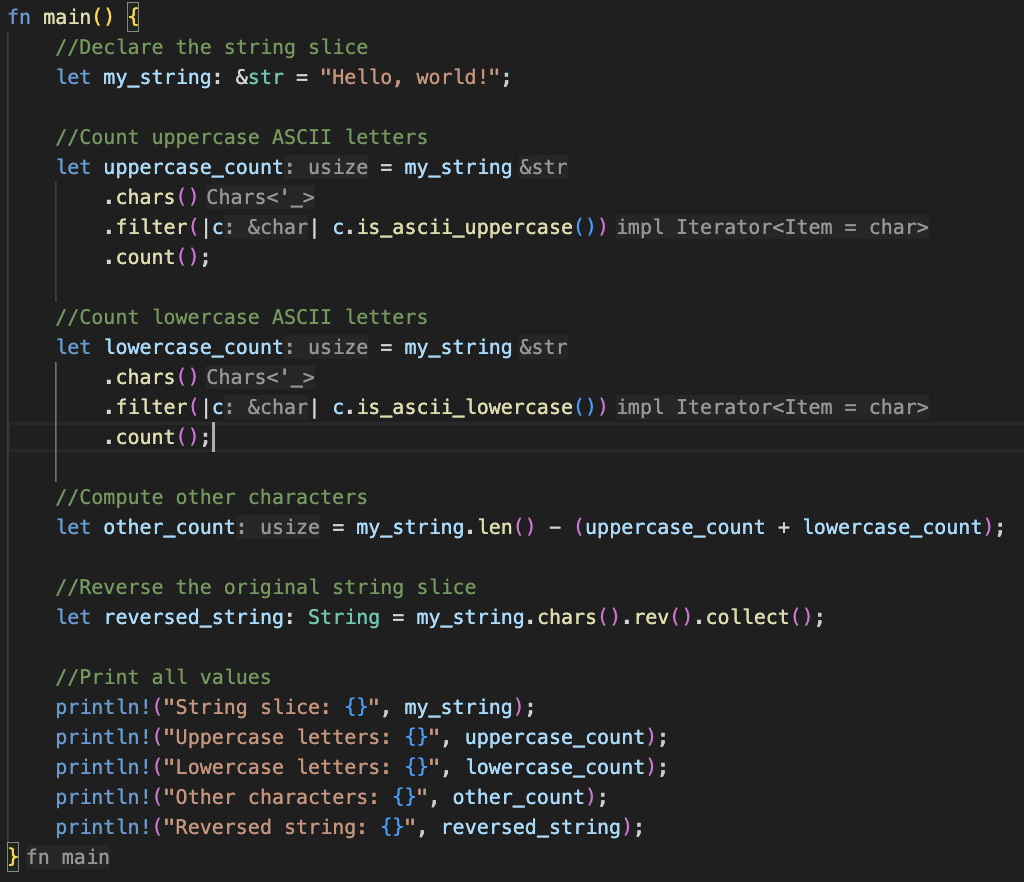 fn main() {
    //Declare the string slice
    let my_string: &str = "Hello, world!";

    //Count uppercase ASCII letters
    let uppercase_count: usize = my_string &str
        .chars() Chars<'_>
        .filter(|c: &char| c.is_ascii_uppercase()) impl Iterator<Item = char>
        .count();

    //Count lowercase ASCII letters
    let lowercase_count: usize = my_string &str
        .chars() Chars<'_>
        .filter(|c: &char| c.is_ascii_lowercase()) impl Iterator<Item = char>
        .count();

    //Compute other characters
    let other_count: usize = my_string.len() - (uppercase_count + lowercase_count);

    //Reverse the original string slice
    let reversed_string: String = my_string.chars().rev().collect();

    //Print all values
    println!("String slice: {}", my_string);
    println!("Uppercase letters: {}", uppercase_count);
    println!("Lowercase letters: {}", lowercase_count);
    println!("Other characters: {}", other_count);
    println!("Reversed string: {}", reversed_string);
} fn main